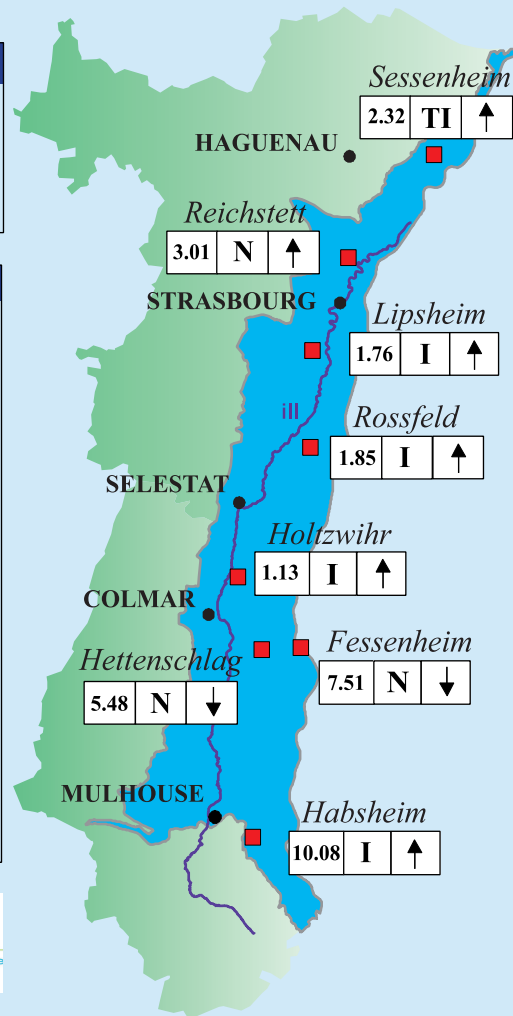 Sessenheim
2.32 TI ↑
HAGUENAU
Reichstett
3.01 N ↑
STRASBOURG
Lipsheim
1.76 I ↑
ill
Rossfeld
1.85 I ↑
SELESTAT
Holtzwihr
1.13 I ↑
COLMAR
Fessenheim
7.51 N ↓
Hettenschlag
5.48 N ↓
MULHOUSE
Habsheim
10.08 I ↑